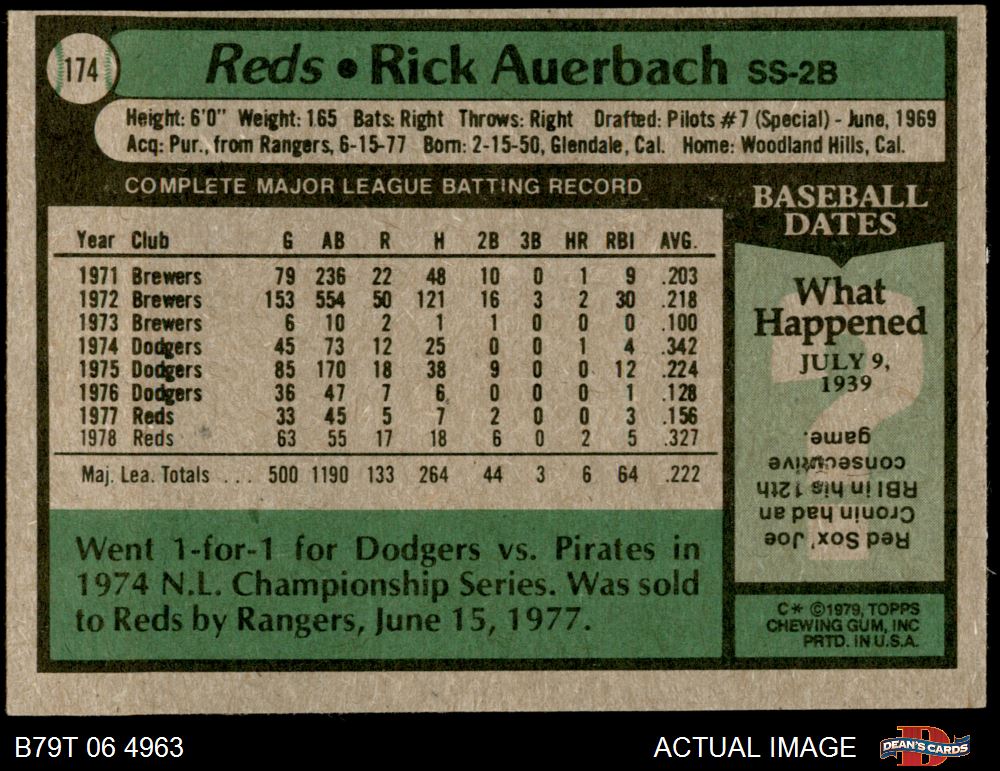 174
Reds • Rick Auerbach SS-2B
Height: 6'0" Weight: 165 Bats: Right Throws: Right Drafted: Pilots #7 (Special) - June, 1969
Acq: Pur., from Rangers, 6-15-77 Born: 2-15-50, Glendale, Cal. Home: Woodland Hills, Cal.
COMPLETE MAJOR LEAGUE BATTING RECORD
Year Club G AB R H 2B 3B HR RBI AVG.
1971 Brewers 79 236 22 48 10 0 1 9 .203
1972 Brewers 153 554 50 121 16 3 2 30 .218
1973 Brewers 6 10 2 1 1 0 0 0 .100
1974 Dodgers 45 73 12 25 0 0 1 4 .342
1975 Dodgers 85 170 18 38 9 0 0 12 .224
1976 Dodgers 36 47 7 6 0 0 0 1 .128
1977 Reds 33 45 5 7 2 0 0 3 .156
1978 Reds 63 55 17 18 6 0 2 5 .327
Maj. Lea. Totals . . . 500 1190 133 264 44 3 6 64 .222
Went 1-for-1 for Dodgers vs. Pirates in
1974 N.L. Championship Series. Was sold
to Reds by Rangers, June 15, 1977.
BASEBALL
DATES
What
Happened
JULY 9,
1939
?
Red Sox' Joe
Cronin had an
RBI in his 12th
consecutive
game.
C* ©1979, TOPPS
CHEWING GUM, INC
PRTD. IN U.S.A.
B79T 06 4963
ACTUAL IMAGE
D
DEAN'S CARDS